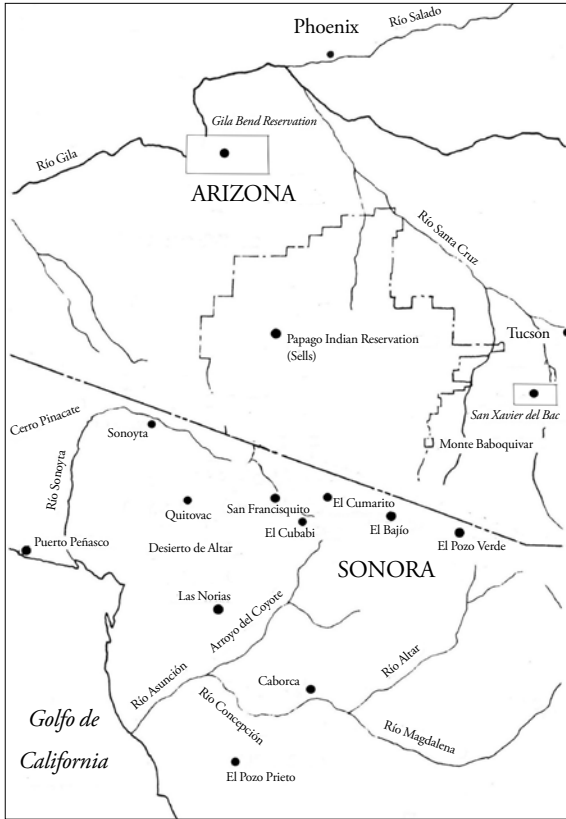 Phoenix
Río Salado
Gila Bend Reservation
Río Gila
ARIZONA
Río Santa Cruz
Papago Indian Reservation
(Sells)
Tucson
San Xavier del Bac
Cerro Pinacate
Sonoyta
Monte Baboquivar
Río Sonoyta
Quitovac
San Francisquito
El Cumarito
El Cubabi
El Bajío
El Pozo Verde
Puerto Peñasco
Desierto de Altar
SONORA
Las Norias
Arroyo del Coyote
Río Asunción
Caborca
Río Altar
Río Concepción
Río Magdalena
Golfo de
California
El Pozo Prieto